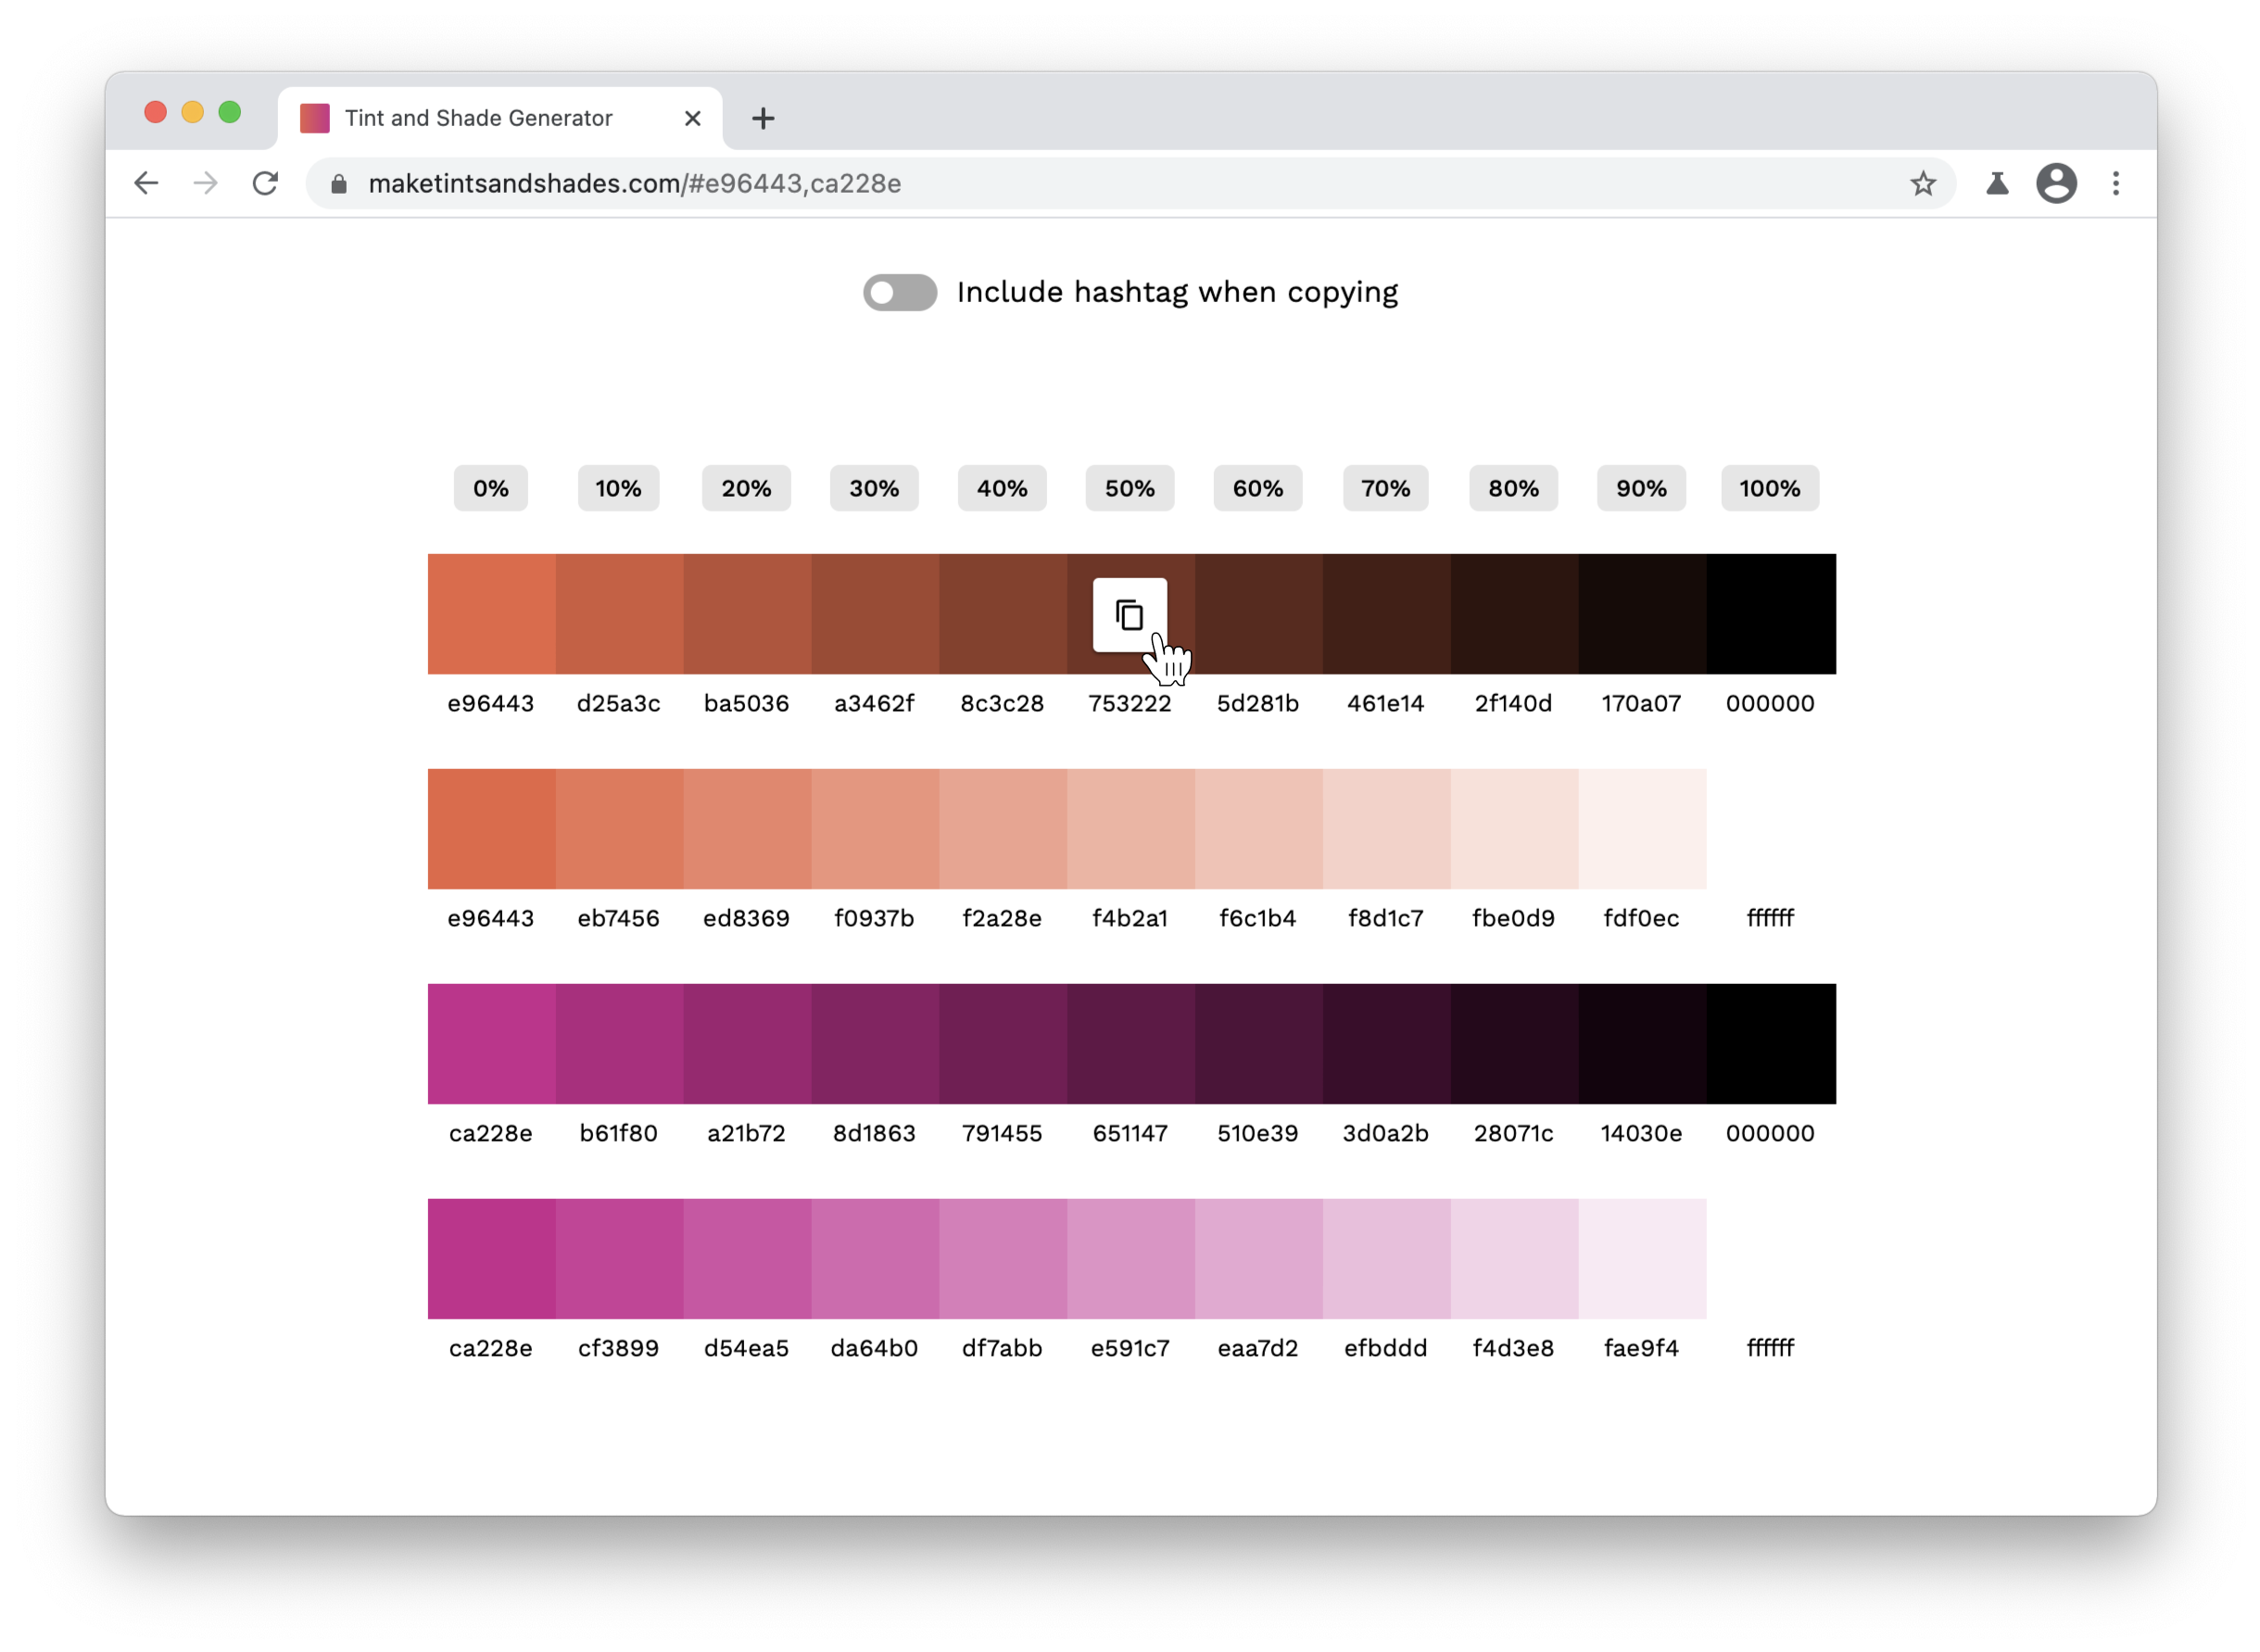 Tint and Shade Generator
maketintsandshades.com/#e96443,ca228e
Include hashtag when copying
0% 10% 20% 30% 40% 50% 60% 70% 80% 90% 100%
e96443 d25a3c ba5036 a3462f 8c3c28 753222 5d281b 461e14 2f140d 170a07 000000
e96443 eb7456 ed8369 f0937b f2a28e f4b2a1 f6c1b4 f8d1c7 fbe0d9 fdf0ec ffffff
ca228e b61f80 a21b72 8d1863 791455 651147 510e39 3d0a2b 28071c 14030e 000000
ca228e cf3899 d54ea5 da64b0 df7abb e591c7 eaa7d2 efbddd f4d3e8 fae9f4 ffffff